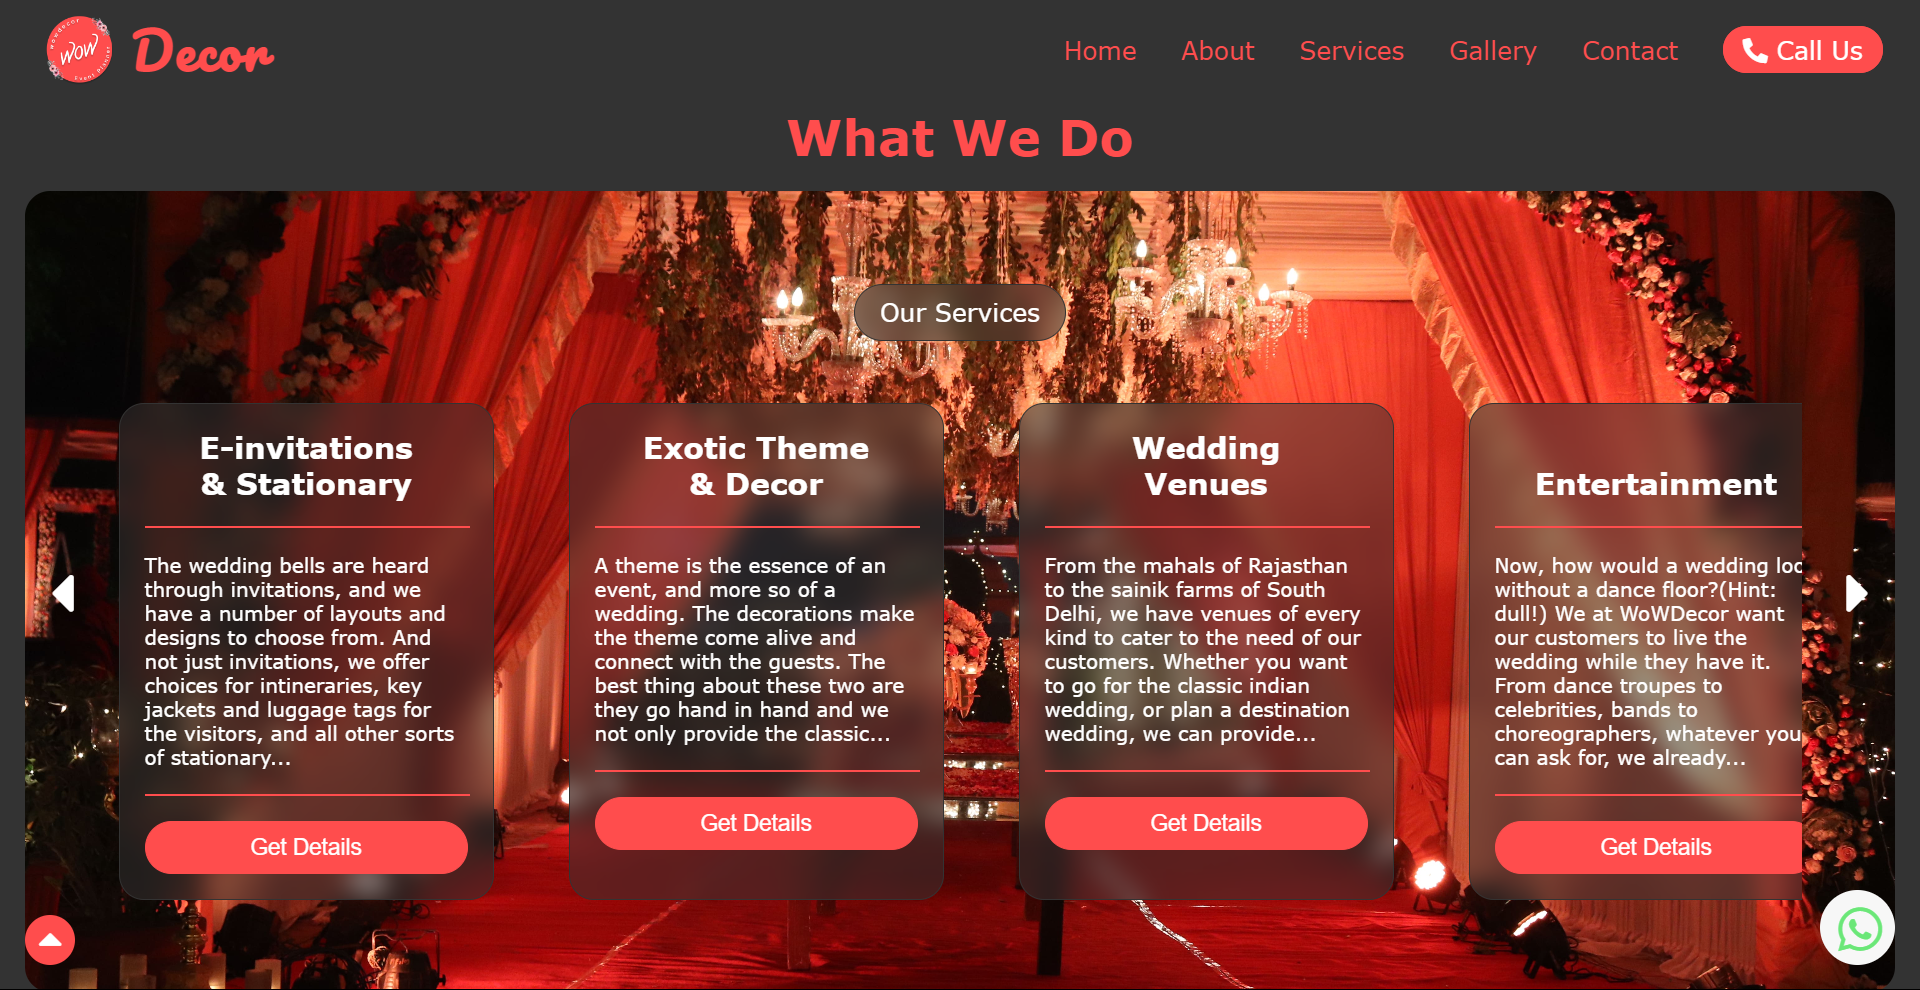 wowdecor
WOW
Event Planner
Decor
Home
About
Services
Gallery
Contact
Call Us
What We Do
Our Services
E-invitations
& Stationary
The wedding bells are heard
through invitations, and we
have a number of layouts and
designs to choose from. And
not just invitations, we offer
choices for intineraries, key
jackets and luggage tags for
the visitors, and all other sorts
of stationary...
Get Details
Exotic Theme
& Decor
A theme is the essence of an
event, and more so of a
wedding. The decorations make
the theme come alive and
connect with the guests. The
best thing about these two are
they go hand in hand and we
not only provide the classic...
Get Details
Wedding
Venues
From the mahals of Rajasthan
to the sainik farms of South
Delhi, we have venues of every
kind to cater to the need of our
customers. Whether you want
to go for the classic indian
wedding, or plan a destination
wedding, we can provide...
Get Details
Entertainment
Now, how would a wedding loo
without a dance floor?(Hint:
dull!) We at WoWDecor want
our customers to live the
wedding while they have it.
From dance troupes to
celebrities, bands to
choreographers, whatever you
can ask for, we already...
Get Details